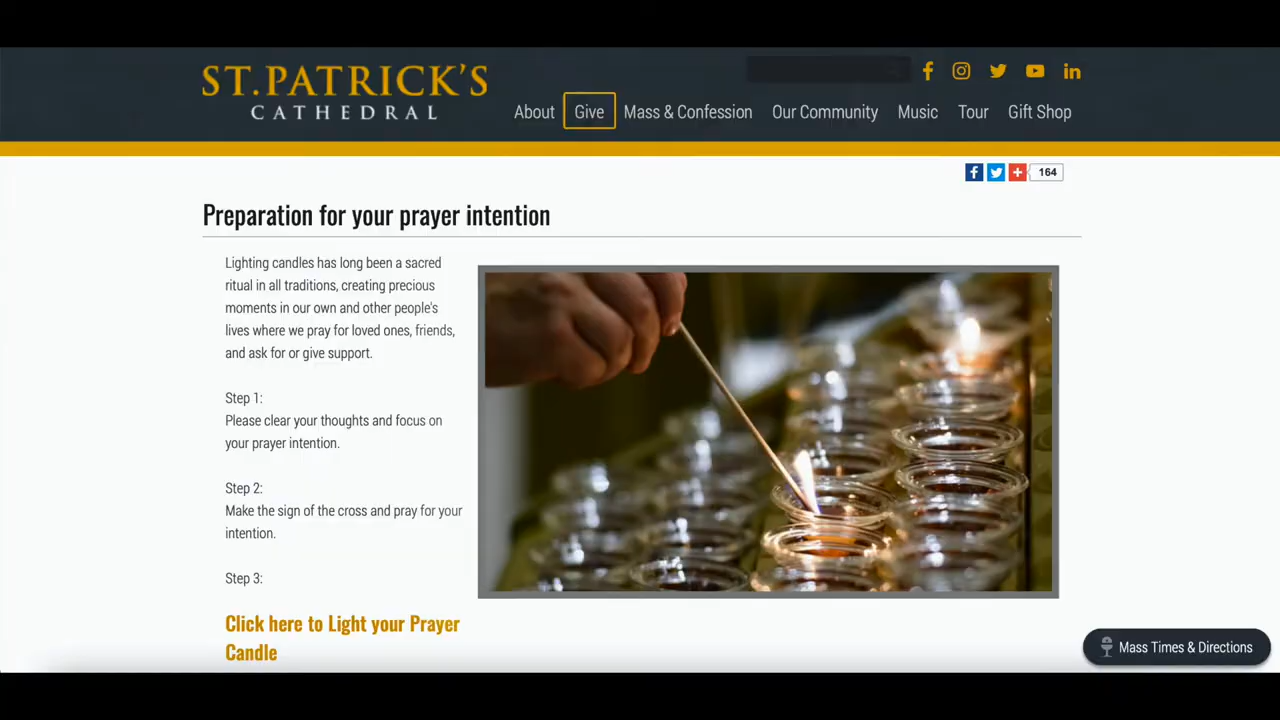 ST.PATRICK'S
CATHEDRAL
About Give Mass & Confession Our Community Music Tour Gift Shop
164
Preparation for your prayer intention
Lighting candles has long been a sacred
ritual in all traditions, creating precious
moments in our own and other people's
lives where we pray for loved ones, friends,
and ask for or give support.
Step 1:
Please clear your thoughts and focus on
your prayer intention.
Step 2:
Make the sign of the cross and pray for your
intention.
Step 3:
Click here to Light your Prayer
Candle
Mass Times & Directions